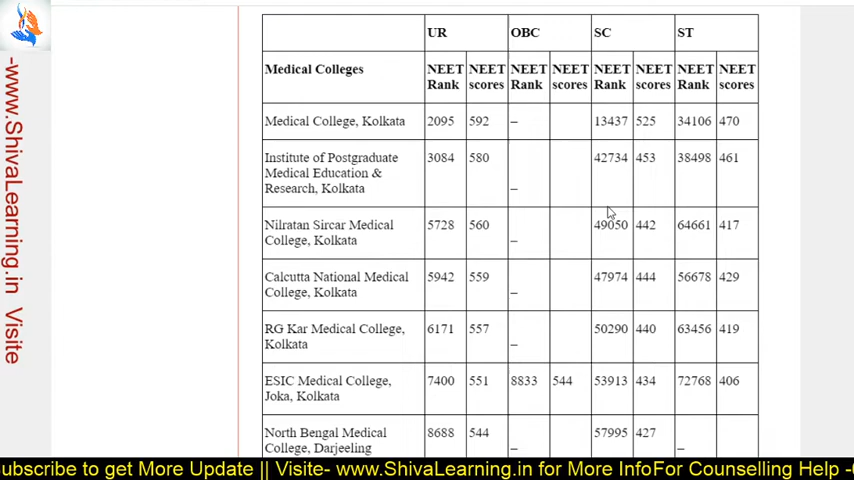 UR OBC SC ST
Medical Colleges NEET NEET NEET NEET NEET NEET NEET NEET
Rank scores Rank scores Rank scores Rank scores
Medical College, Kolkata 2095 592 – 13437 525 34106 470
Institute of Postgraduate 3084 580 42734 453 38498 461
Medical Education &
Research, Kolkata –
Nilratan Sircar Medical 5728 560 49050 442 64661 417
College, Kolkata –
Calcutta National Medical 5942 559 47974 444 56678 429
College, Kolkata –
RG Kar Medical College, 6171 557 50290 440 63456 419
Kolkata –
ESIC Medical College, 7400 551 8833 544 53913 434 72768 406
Joka, Kolkata
North Bengal Medical 8688 544 57995 427
College, Darjeeling – –
-www.ShivaLearning.in Visite
ubscribe to get More Update || Visite- www.ShivaLearning.in for More InfoFor Counselling Help -